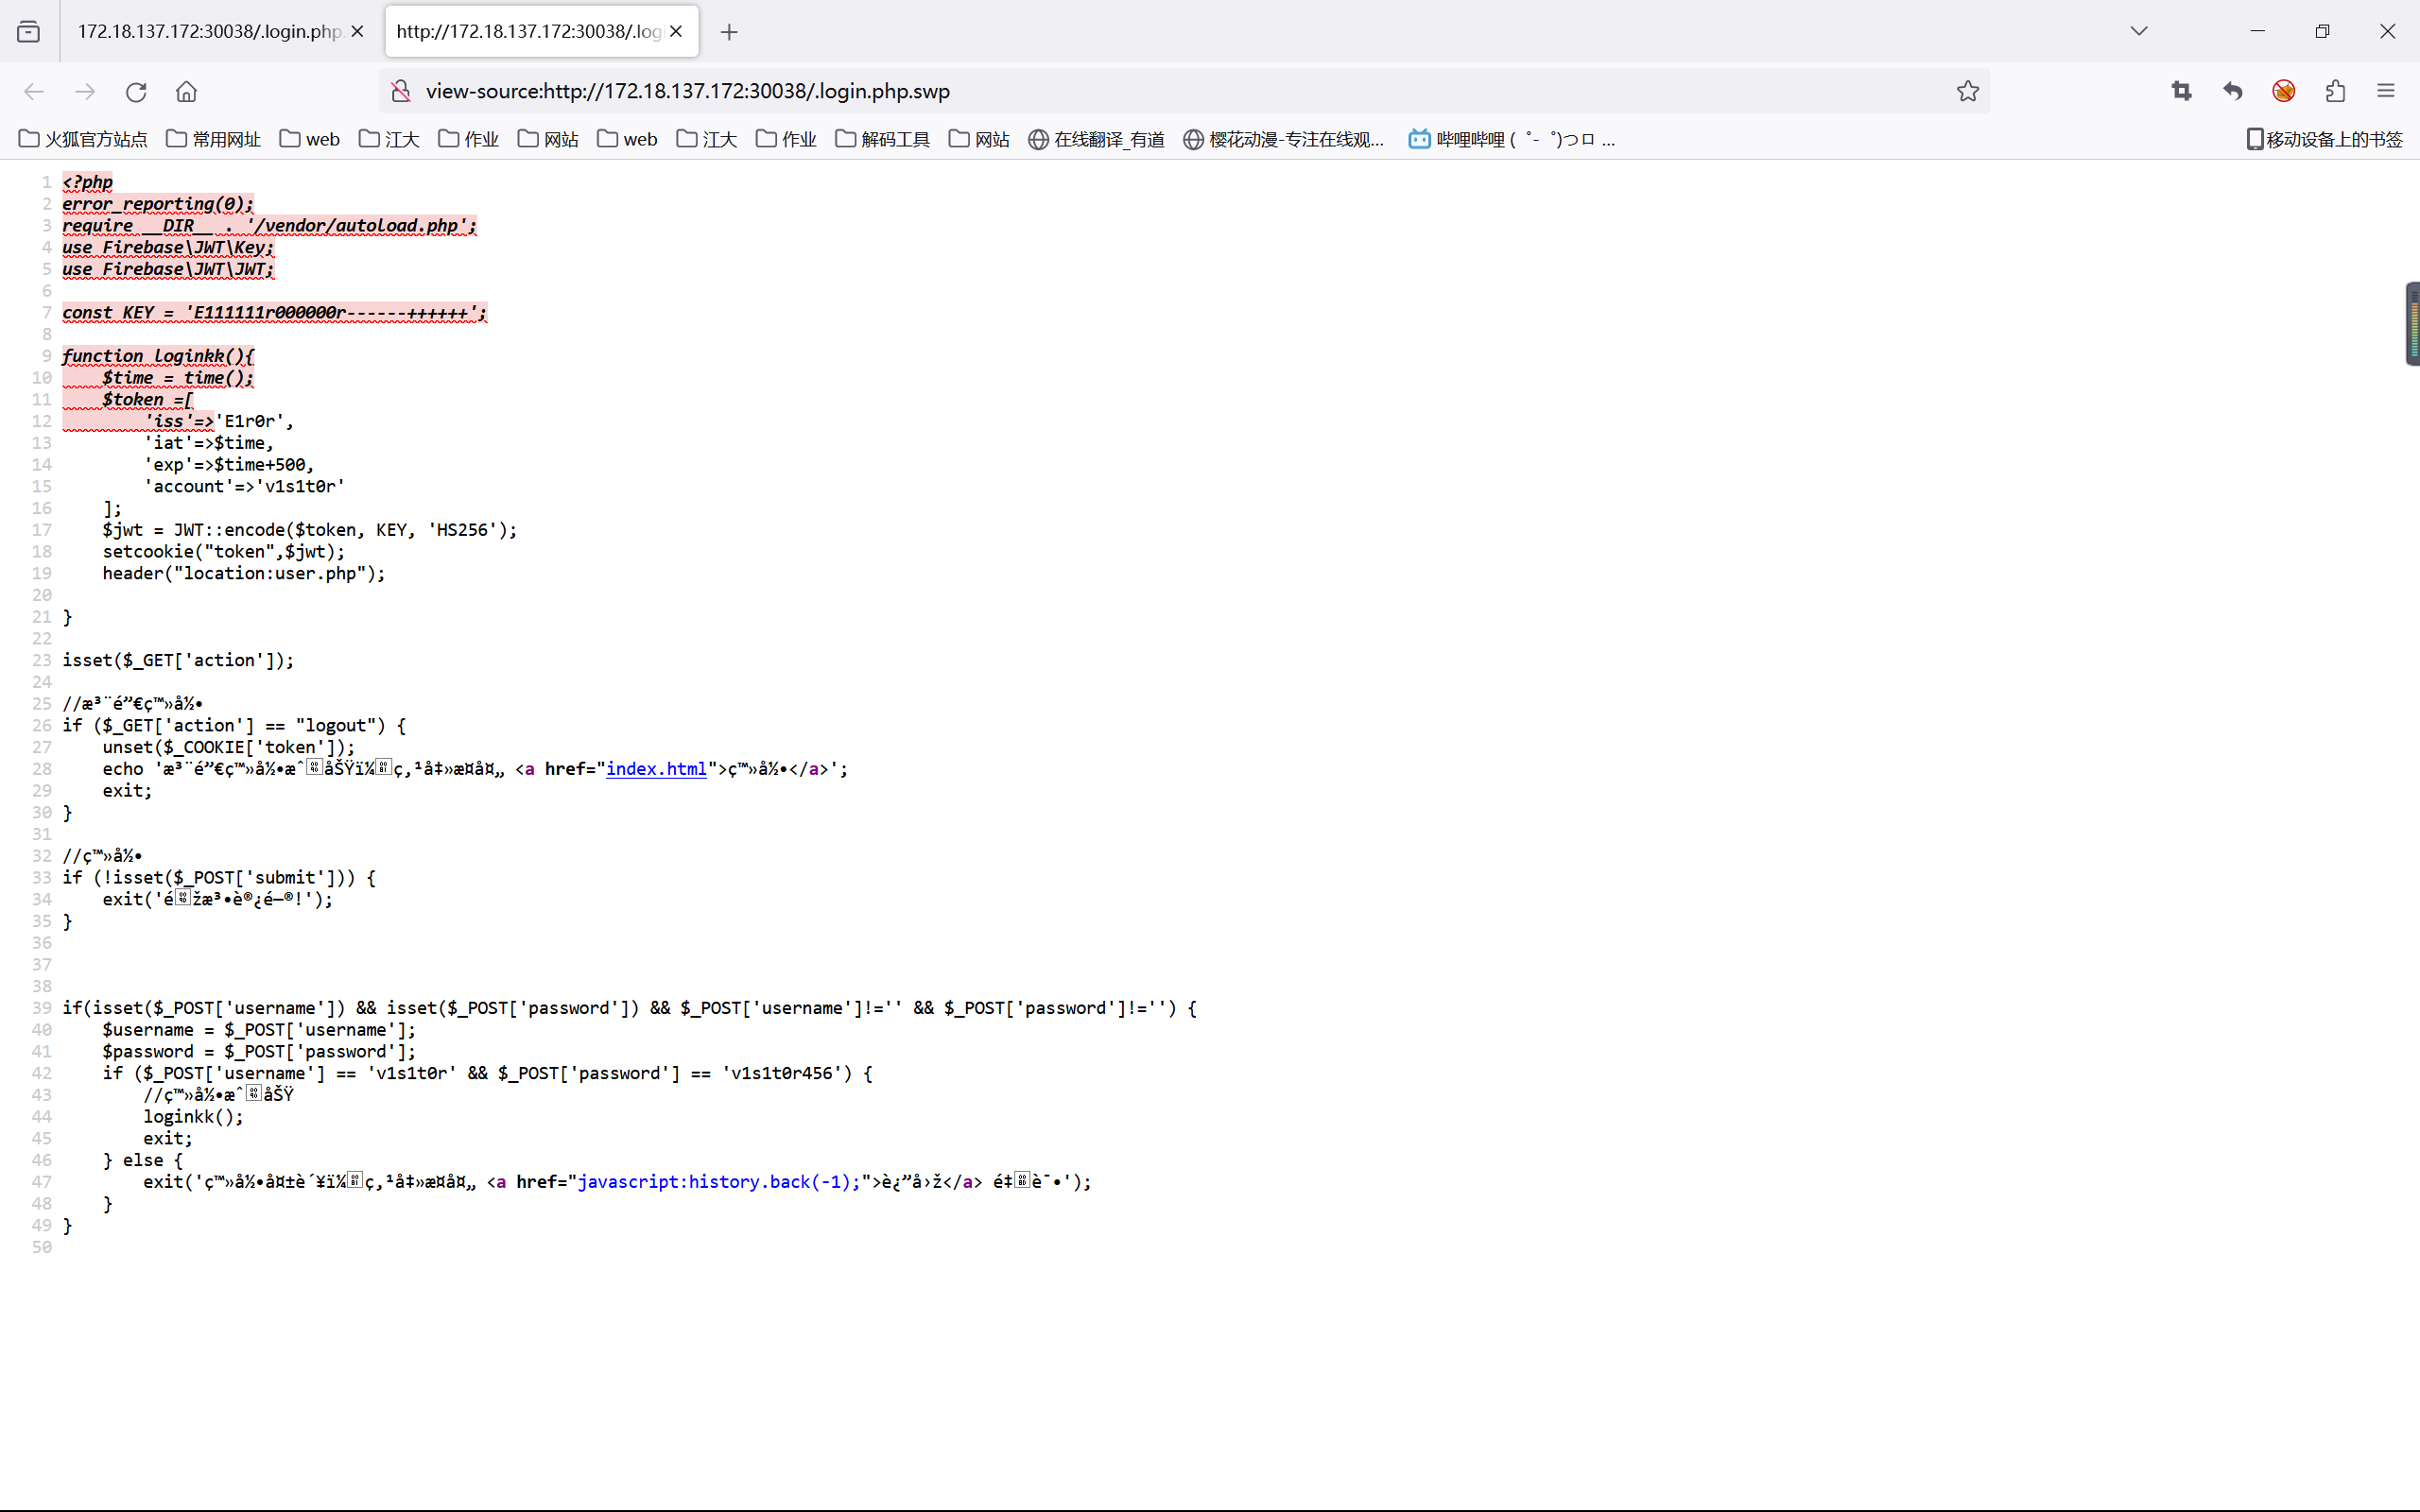 172.18.137.172:30038/.login.php.
http://172.18.137.172:30038/.log
view-source:http://172.18.137.172:30038/.login.php.swp
火狐官方站点 常用网址 web 江大 作业 网站 web 江大 作业 解码工具 网站 在线翻译_有道 樱花动漫-专注在线观... 哔哩哔哩 ( ゜- ゜)つロ ... 移动设备上的书签
1 <?php
2 error_reporting(0);
3 require __DIR__ . '/vendor/autoload.php';
4 use Firebase\JWT\Key;
5 use Firebase\JWT\JWT;
6
7 const KEY = 'E111111r000000r------++++++';
8
9 function loginkk(){
10     $time = time();
11     $token =[
12         'iss'=>'E1r0r',
13         'iat'=>$time,
14         'exp'=>$time+500,
15         'account'=>'v1s1t0r'
16     ];
17     $jwt = JWT::encode($token, KEY, 'HS256');
18     setcookie("token",$jwt);
19     header("location:user.php");
20
21 }
22
23 isset($_GET['action']);
24
25 //æ³¨é”€ç™»å½•
26 if ($_GET['action'] == "logout") {
27     unset($_COOKIE['token']);
28     echo 'æ³¨é”€ç™»å½•æˆåŠŸï¼ç‚¹å‡»æ¤å¤„ <a href="index.html">ç™»å½•</a>';
29     exit;
30 }
31
32 //ç™»å½•
33 if (!isset($_POST['submit'])) {
34     exit('éžæ³•è®¿é—®!');
35 }
36
37
38
39 if(isset($_POST['username']) && isset($_POST['password']) && $_POST['username']!='' && $_POST['password']!='') {
40     $username = $_POST['username'];
41     $password = $_POST['password'];
42     if ($_POST['username'] == 'v1s1t0r' && $_POST['password'] == 'v1s1t0r456') {
43         //ç™»å½•æˆåŠŸ
44         loginkk();
45         exit;
46     } else {
47         exit('ç™»å½•å¤±è´¥ï¼ç‚¹å‡»æ¤å¤„ <a href="javascript:history.back(-1);">è¿”å›ž</a> é‡è¯•');
48     }
49 }
50